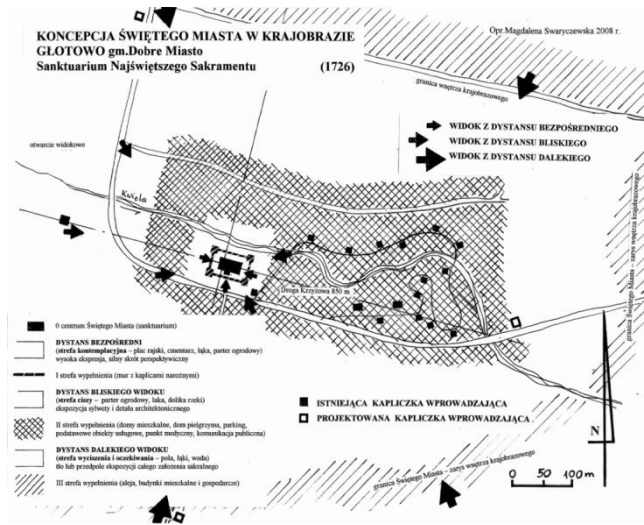 KONCEPCJA ŚWIĘTEGO MIASTA W KRAJOBRAZIE
GŁOTOWO gm.Dobre Miasto
Sanktuarium Najświętszego Sakramentu (1726)
Opr.Magdalena Swaryczewska 2008 r.
granica wnętrza krajobrazowego
WIDOK Z DYSTANSU BEZPOŚREDNIEGO
WIDOK Z DYSTANSU BLISKIEGO
WIDOK Z DYSTANSU DALEKIEGO
otwarcie widokowe
Kwiela
Droga Krzyżowa 850 m
granica Świętego Miasta – zarys wnętrza krajobrazowego
0 centrum Świętego Miasta (sanktuarium)
DYSTANS BEZPOŚREDNI
(strefa kontemplacyjna – plac rajski, cmentarz, łąka, parter ogrodowy)
wysoka ekspresja, silny skrót perspektywiczny
I strefa wypełnienia (mur z kaplicami narożnymi)
DYSTANS BLISKIEGO WIDOKU
(strefa ciszy – parter ogrodowy, laka, dolika rzeki)
ekspozycja sylwety i detalu architektonicznego
II strefa wypełnienia (domy mieszkalne, dom pielgrzyma, parking,
podstawowe obiekty usługowe, punkt medyczny, komunikacja publiczna)
DYSTANS DALEKIEGO WIDOKU
(strefa wyciszenia i oczekiwania – pola, łąki, woda)
tło lub przedpole ekspozycji całego założenia sakralnego
III strefa wypełnienia (aleja, budynki mieszkalne i gospodarcze)
ISTNIEJĄCA KAPLICZKA WPROWADZAJĄCA
PROJEKTOWANA KAPLICZKA WPROWADZAJĄCA
N
0 50 100 m
granica Świętego Miasta – zarys wnętrza krajobrazowego